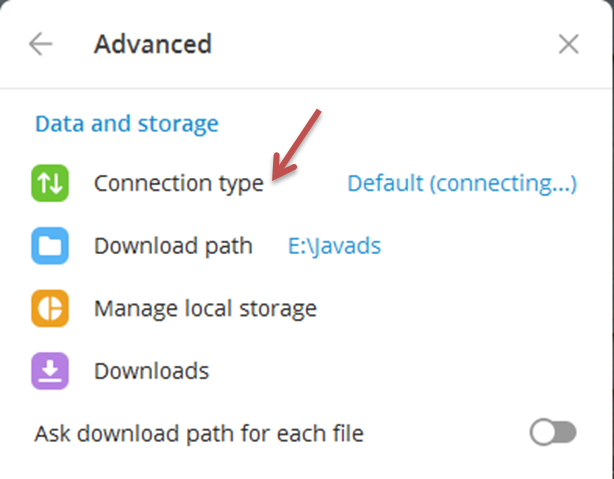 Advanced
Data and storage
Connection type Default (connecting...)
Download path E:\Javads
Manage local storage
Downloads
Ask download path for each file